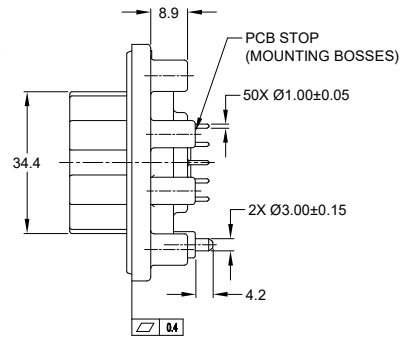 8.9
PCB STOP
(MOUNTING BOSSES)
50X Ø1.00±0.05
34.4
2X Ø3.00±0.15
4.2
0.4